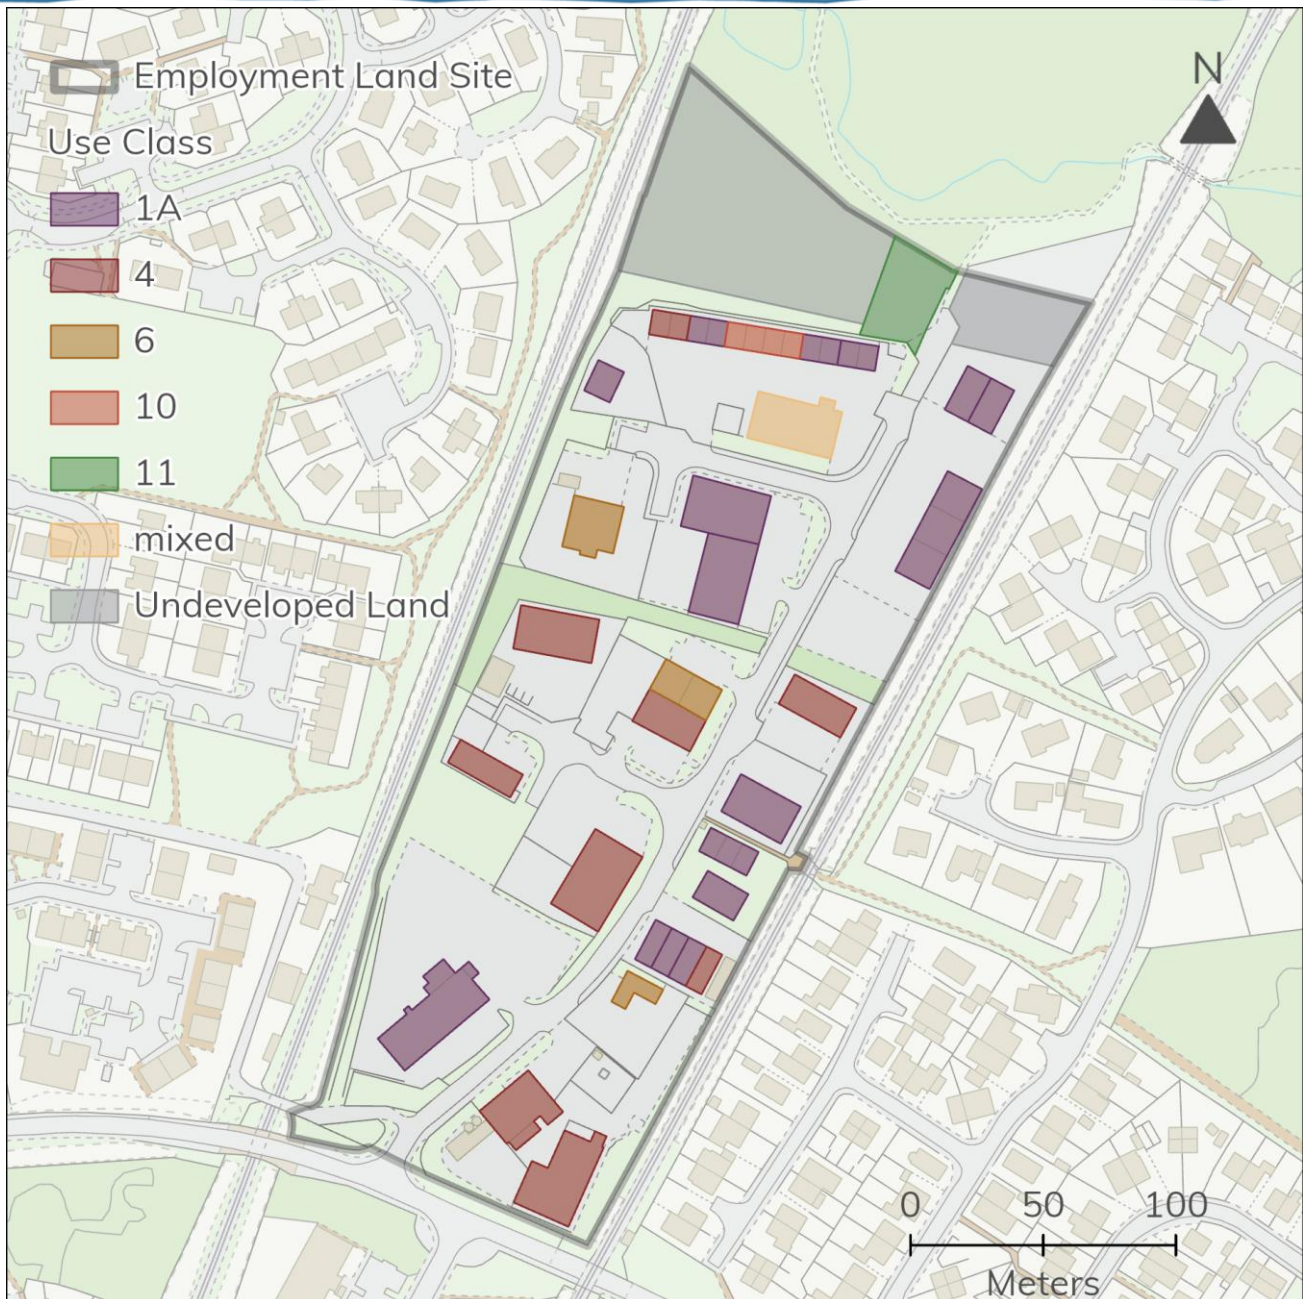 Employment Land Site
N
Use Class
1A
4
6
10
11
mixed
Undeveloped Land
0 50 100
Meters